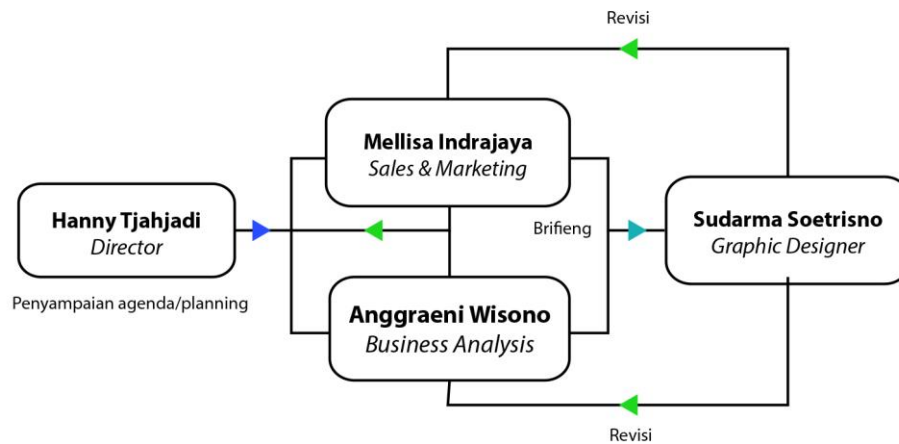 Revisi
Mellisa Indrajaya
Sales & Marketing
Hanny Tjahjadi
Director
Brifieng
Sudarma Soetrisno
Graphic Designer
Penyampaian agenda/planning
Anggraeni Wisono
Business Analysis
Revisi